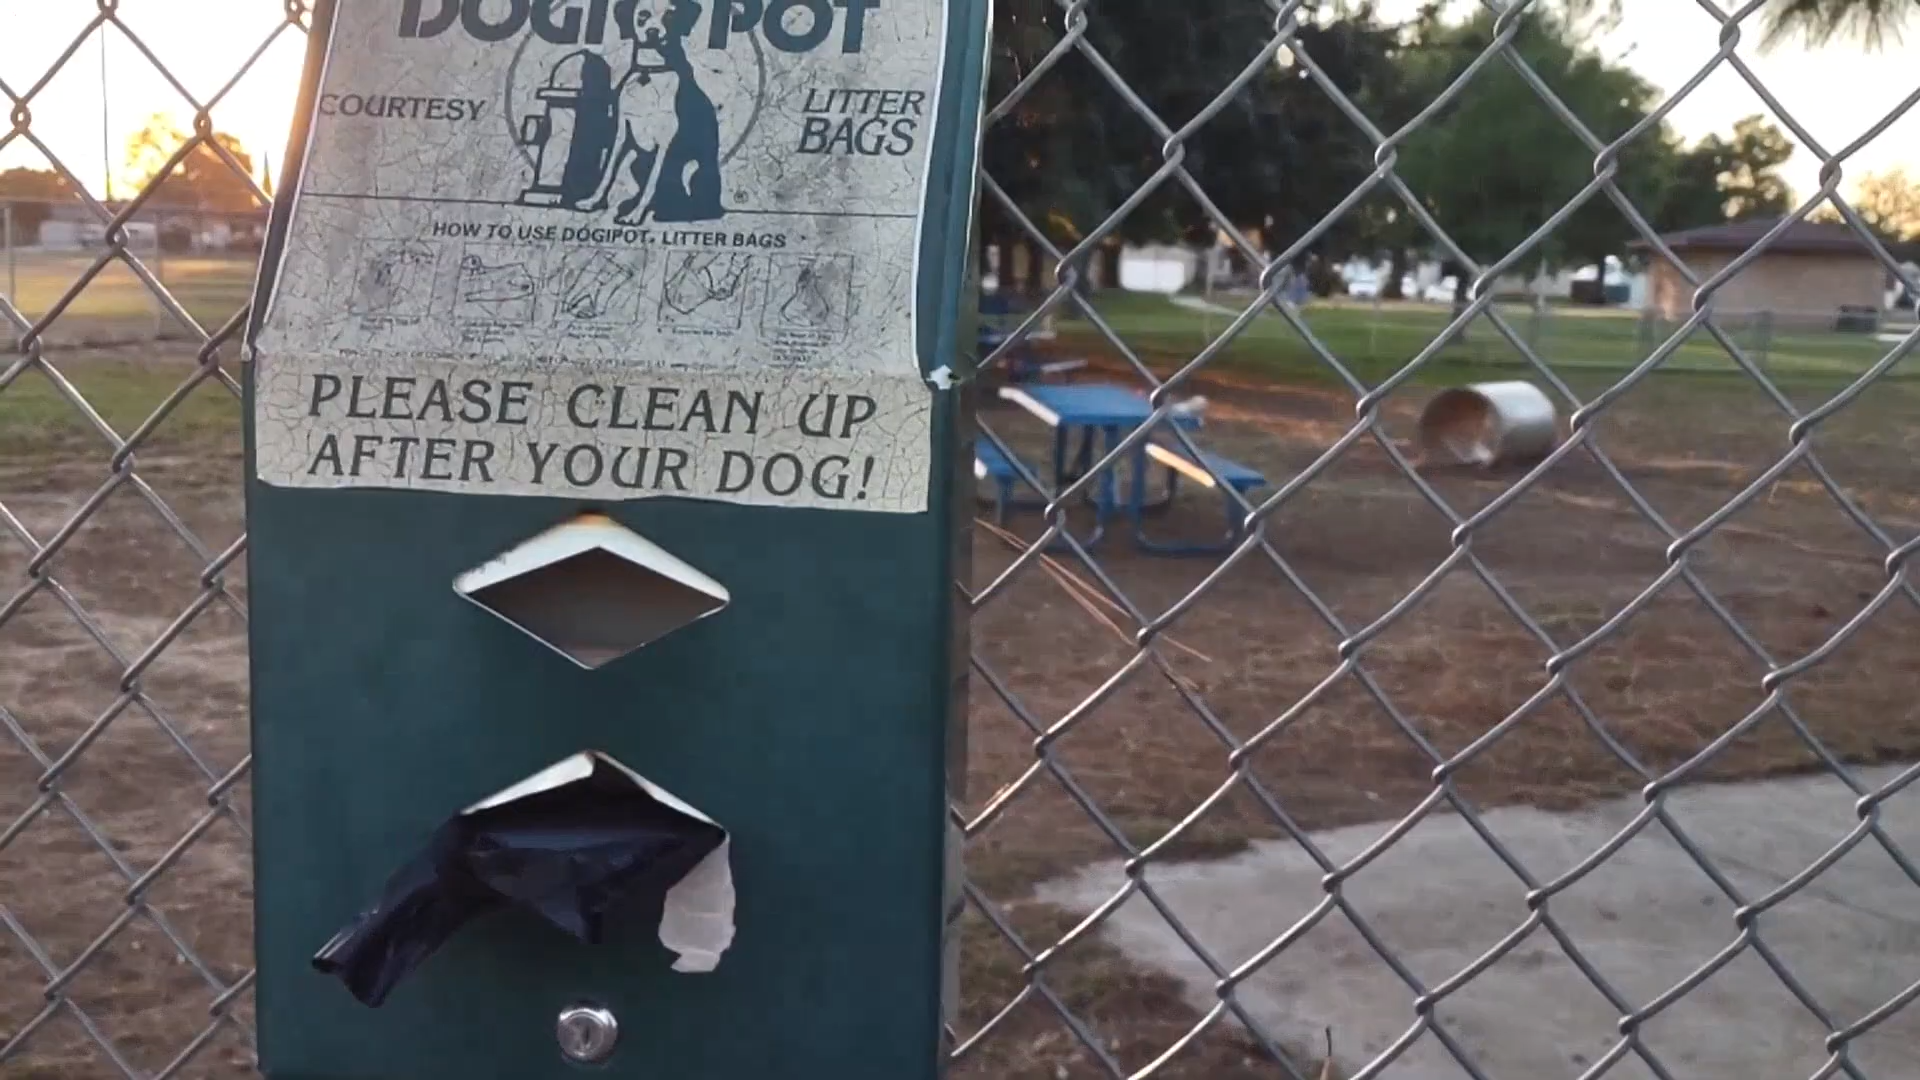 DOGIPOT
COURTESY
LITTER
BAGS
®
HOW TO USE DOGIPOT® LITTER BAGS
PLEASE CLEAN UP
AFTER YOUR DOG!